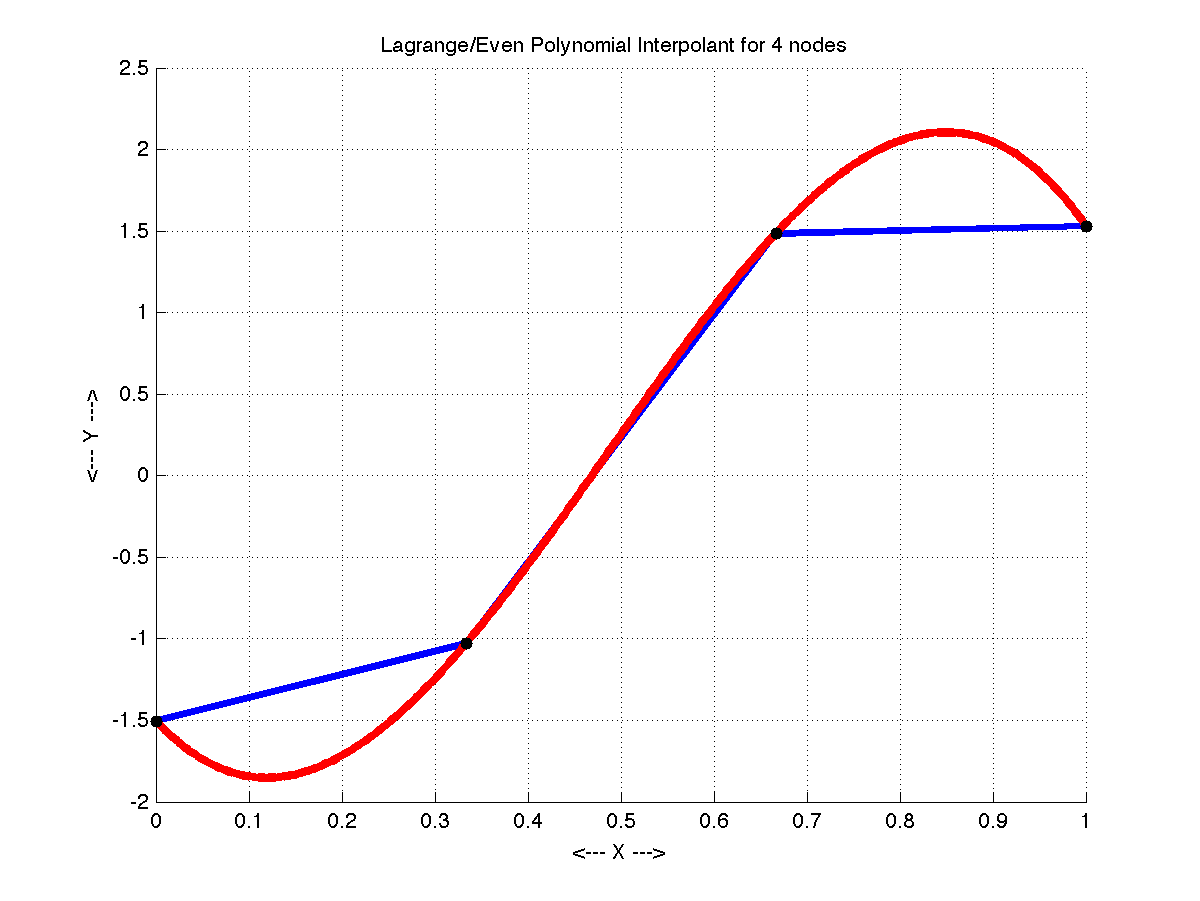 Lagrange/Even Polynomial Interpolant for 4 nodes
2.5
2
1.5
1
0.5
0
-0.5
-1
-1.5
-2
<--- Y --->
0 0.1 0.2 0.3 0.4 0.5 0.6 0.7 0.8 0.9 1
<--- X --->